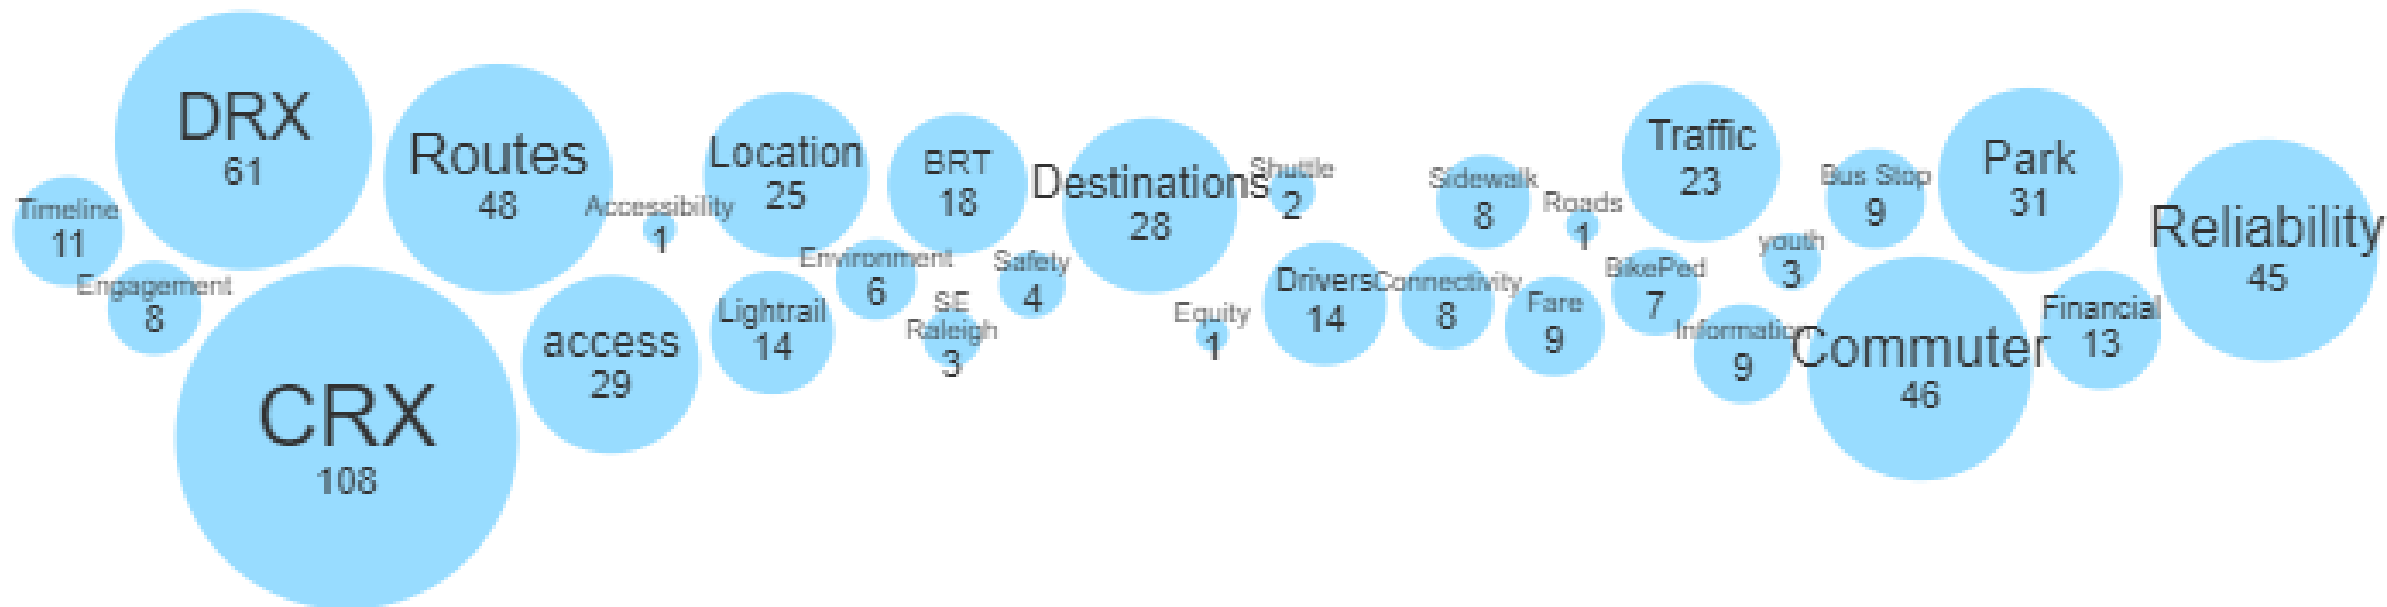 Timeline
11
DRX
61
Engagement
8
CRX
108
Routes
48
access
29
Accessibility
1
Location
25
Lightrail
14
Environment
6
BRT
18
SE
Raleigh
3
Safety
4
Destinations
28
Equity
1
Shuttle
2
Drivers
14
Connectivity
8
Sidewalk
8
Fare
9
Roads
1
BikePed
7
Traffic
23
Information
9
youth
3
Bus Stop
9
Commuter
46
Park
31
Financial
13
Reliability
45